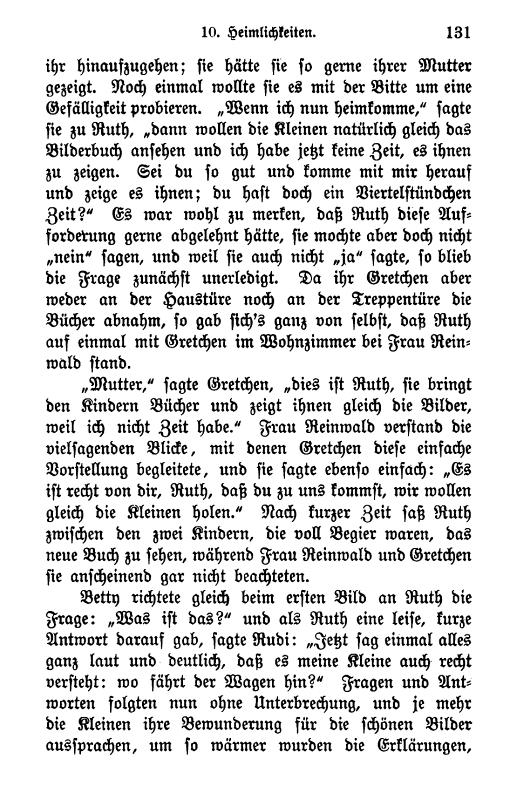 10. Heimlichkeiten. 131
ihr hinaufzugehen; sie hätte sie so gerne ihrer Mutter
gezeigt. Noch einmal wollte sie es mit der Bitte um eine
Gefälligkeit probieren. „Wenn ich nun heimkomme,“ sagte
sie zu Ruth, „dann wollen die Kleinen natürlich gleich das
Bilderbuch ansehen und ich habe jetzt keine Zeit, es ihnen
zu zeigen. Sei du so gut und komme mit mir herauf
und zeige es ihnen; du hast doch ein Viertelstündchen
Zeit?“ Es war wohl zu merken, daß Ruth diese Auf-
forderung gerne abgelehnt hätte, sie mochte aber doch nicht
„nein“ sagen, und weil sie auch nicht „ja“ sagte, so blieb
die Frage zunächst unerledigt. Da ihr Gretchen aber
weder an der Haustüre noch an der Treppentüre die
Bücher abnahm, so gab sich's ganz von selbst, daß Ruth
auf einmal mit Gretchen im Wohnzimmer bei Frau Rein-
wald stand.
„Mutter,“ sagte Gretchen, „dies ist Ruth, sie bringt
den Kindern Bücher und zeigt ihnen gleich die Bilder,
weil ich nicht Zeit habe.“ Frau Reinwald verstand die
vielsagenden Blicke, mit denen Gretchen diese einfache
Vorstellung begleitete, und sie sagte ebenso einfach: „Es
ist recht von dir, Ruth, daß du zu uns kommst, wir wollen
gleich die Kleinen holen.“ Nach kurzer Zeit saß Ruth
zwischen den zwei Kindern, die voll Begier waren, das
neue Buch zu sehen, während Frau Reinwald und Gretchen
sie anscheinend gar nicht beachteten.
Betty richtete gleich beim ersten Bild an Ruth die
Frage: „Was ist das?“ und als Ruth eine leise, kurze
Antwort darauf gab, sagte Rudi: „Jetzt sag einmal alles
ganz laut und deutlich, daß es meine Kleine auch recht
versteht: wo fährt der Wagen hin?“ Fragen und Ant-
worten folgten nun ohne Unterbrechung, und je mehr
die Kleinen ihre Bewunderung für die schönen Bilder
aussprachen, um so wärmer wurden die Erklärungen,